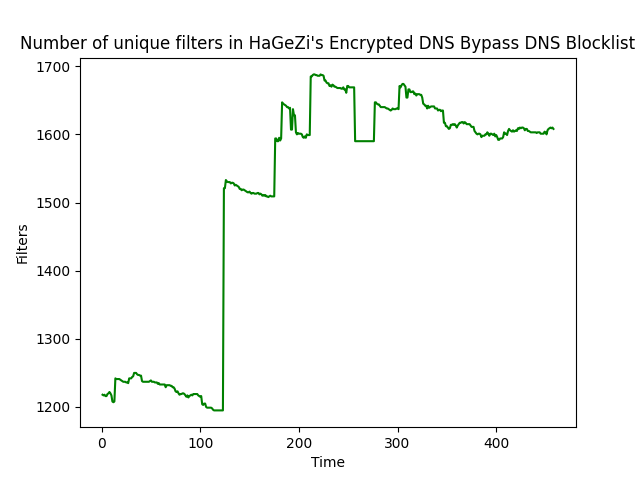 Number of unique filters in HaGeZi's Encrypted DNS Bypass DNS Blocklist
1700
1600
1500
1400
1300
1200
Filters
0 100 200 300 400
Time